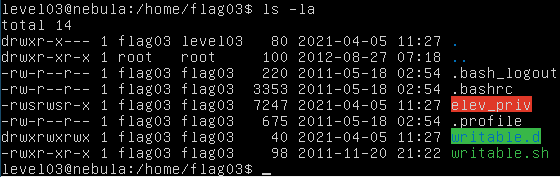 level03@nebula:/home/flag03$ ls -la
total 14
drwxr-x--- 1 flag03 level03   80 2021-04-05 11:27 .
drwxr-xr-x 1 root   root     100 2012-08-27 07:18 ..
-rw-r--r-- 1 flag03 flag03   220 2011-05-18 02:54 .bash_logout
-rw-r--r-- 1 flag03 flag03  3353 2011-05-18 02:54 .bashrc
-rwsrwsr-x 1 flag03 flag03  7247 2021-04-05 11:27 elev_priv
-rw-r--r-- 1 flag03 flag03   675 2011-05-18 02:54 .profile
drwxrwxrwx 1 flag03 flag03    40 2021-04-05 11:27 writable.d
-rwxr-xr-x 1 flag03 flag03    98 2011-11-20 21:22 writable.sh
level03@nebula:/home/flag03$ _